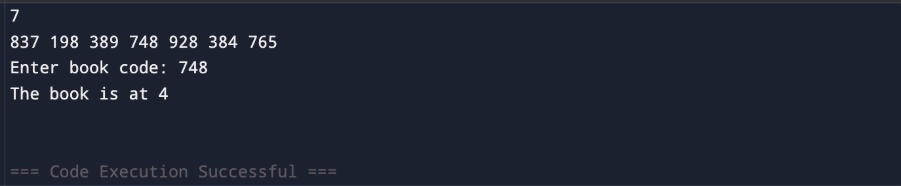 7
837 198 389 748 928 384 765
Enter book code: 748
The book is at 4
=== Code Execution Successful ===